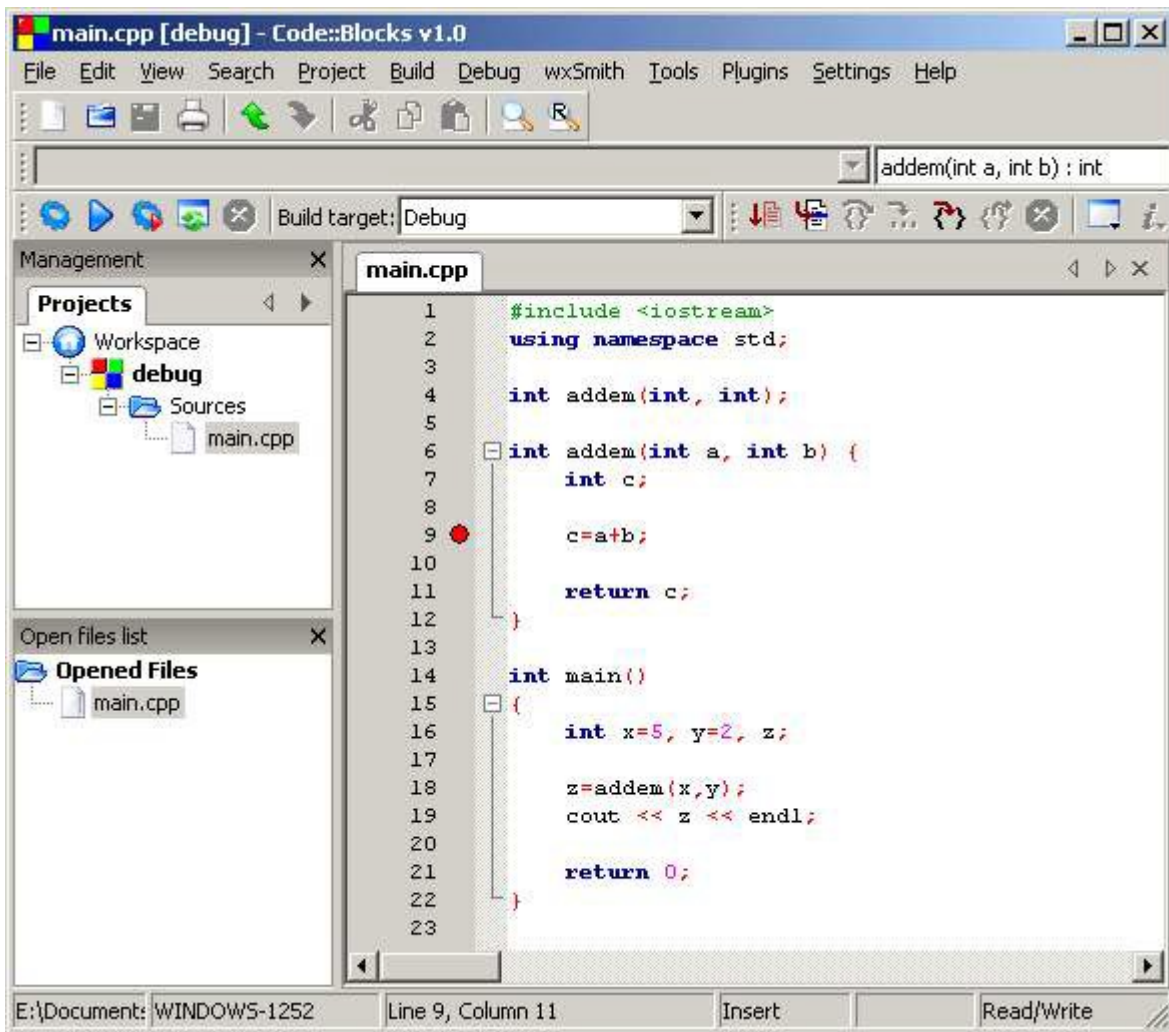 main.cpp [debug] - Code::Blocks v1.0
File Edit View Search Project Build Debug wxSmith Tools Plugins Settings Help
R
addem(int a, int b) : int
Build target: Debug
Management
main.cpp
Projects
Workspace
debug
Sources
main.cpp
1 #include <iostream>
2 using namespace std;
3
4 int addem(int, int);
5
6 int addem(int a, int b) {
7 int c;
8
9 c=a+b;
10
11 return c;
12 }
13
14 int main()
15 {
16 int x=5, y=2, z;
17
18 z=addem(x,y);
19 cout << z << endl;
20
21 return 0;
22 }
23
Open files list
Opened Files
main.cpp
E:\Document: WINDOWS-1252 Line 9, Column 11 Insert Read/Write